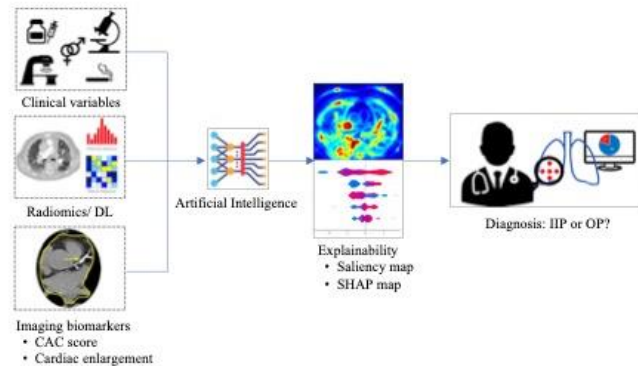 Clinical variables
Radiomics/ DL
Artificial Intelligence
Imaging biomarkers
• CAC score
• Cardiac enlargement
Explainability
• Saliency map
• SHAP map
Diagnosis: IIP or OP?